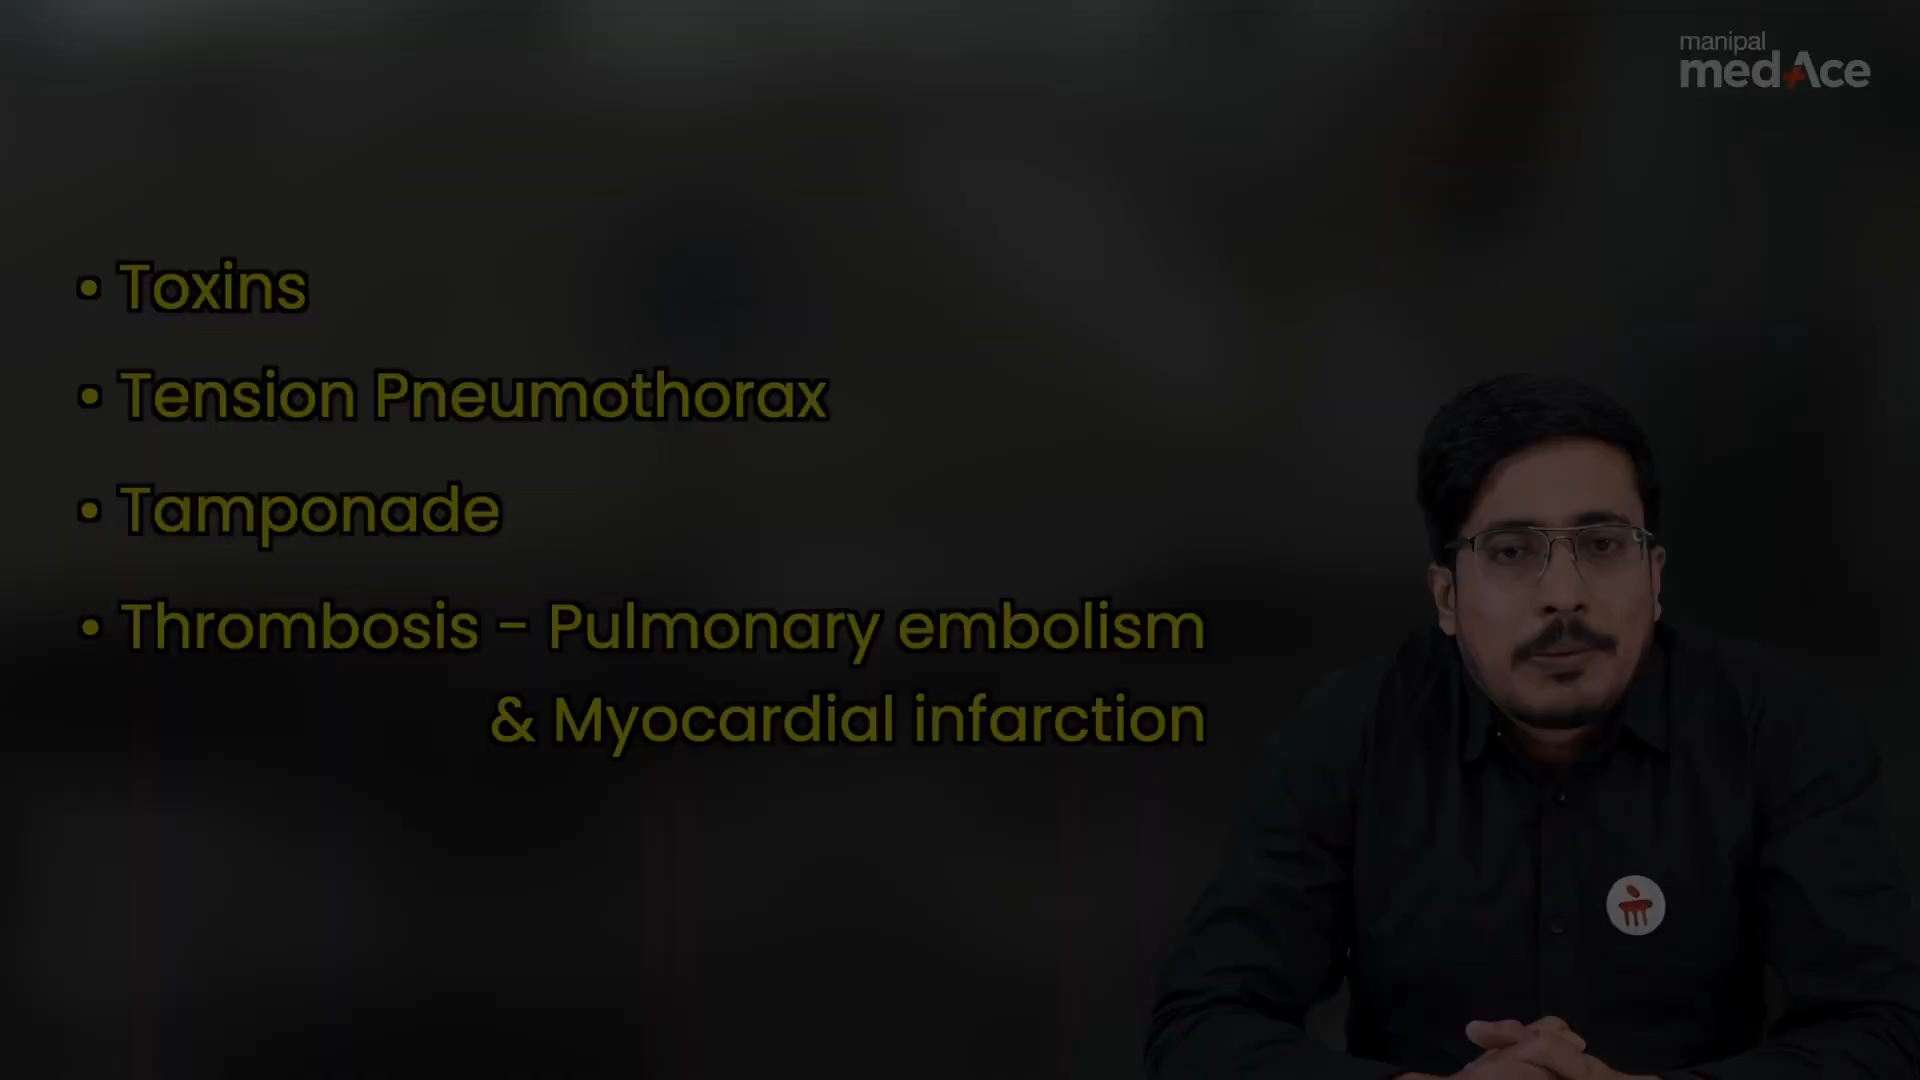 manipal
medAce
• Toxins
• Tension Pneumothorax
• Tamponade
• Thrombosis - Pulmonary embolism
& Myocardial infarction